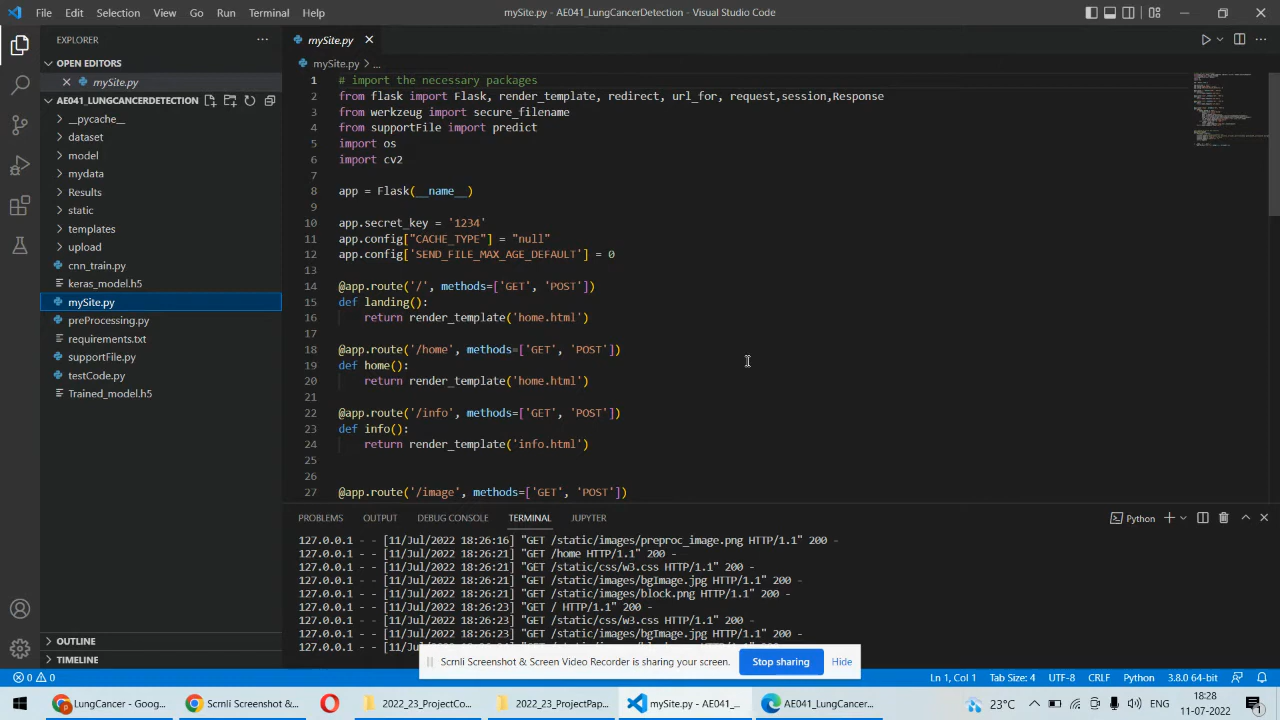 File Edit Selection View Go Run Terminal Help
mySite.py - AE041_LungCancerDetection - Visual Studio Code
EXPLORER
OPEN EDITORS
mySite.py
AE041_LUNGCANCERDETECTION
__pycache__
dataset
model
mydata
Results
static
templates
upload
cnn_train.py
keras_model.h5
mySite.py
preProcessing.py
requirements.txt
supportFile.py
testCode.py
Trained_model.h5
OUTLINE
TIMELINE
mySite.py
mySite.py > ...
1 # import the necessary packages
2 from flask import Flask, render_template, redirect, url_for, request,session,Response
3 from werkzeug import secure_filename
4 from supportFile import predict
5 import os
6 import cv2
7
8 app = Flask(__name__)
9
10 app.secret_key = '1234'
11 app.config["CACHE_TYPE"] = "null"
12 app.config['SEND_FILE_MAX_AGE_DEFAULT'] = 0
13
14 @app.route('/', methods=['GET', 'POST'])
15 def landing():
16 return render_template('home.html')
17
18 @app.route('/home', methods=['GET', 'POST'])
19 def home():
20 return render_template('home.html')
21
22 @app.route('/info', methods=['GET', 'POST'])
23 def info():
24 return render_template('info.html')
25
26
27 @app.route('/image', methods=['GET', 'POST'])
PROBLEMS OUTPUT DEBUG CONSOLE TERMINAL JUPYTER
Python
127.0.0.1 - - [11/Jul/2022 18:26:16] "GET /static/images/preproc_image.png HTTP/1.1" 200 -
127.0.0.1 - - [11/Jul/2022 18:26:21] "GET /home HTTP/1.1" 200 -
127.0.0.1 - - [11/Jul/2022 18:26:21] "GET /static/css/w3.css HTTP/1.1" 200 -
127.0.0.1 - - [11/Jul/2022 18:26:21] "GET /static/images/bgImage.jpg HTTP/1.1" 200 -
127.0.0.1 - - [11/Jul/2022 18:26:21] "GET /static/images/block.png HTTP/1.1" 200 -
127.0.0.1 - - [11/Jul/2022 18:26:23] "GET / HTTP/1.1" 200 -
127.0.0.1 - - [11/Jul/2022 18:26:23] "GET /static/css/w3.css HTTP/1.1" 200 -
127.0.0.1 - - [11/Jul/2022 18:26:23] "GET /static/images/bgImage.jpg HTTP/1.1" 200 -
127.0.0.1 - -
Scrnli Screenshot & Screen Video Recorder is sharing your screen. Stop sharing Hide
0 0
Ln 1, Col 1 Tab Size: 4 UTF-8 CRLF Python 3.8.0 64-bit
LungCancer - Goog... Scrnli Screenshot &... 2022_23_ProjectCo... 2022_23_ProjectPap... mySite.py - AE041_... AE041_LungCancer... 23°C ENG 18:28
11-07-2022
1